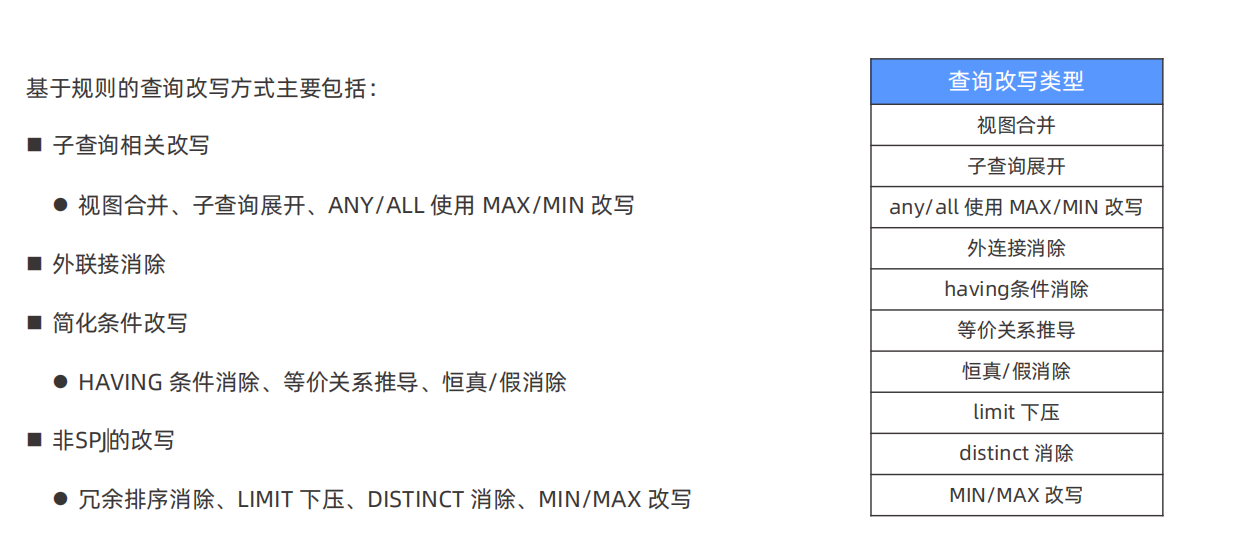 基于规则的查询改写方式主要包括：
■ 子查询相关改写
● 视图合并、子查询展开、ANY/ALL 使用 MAX/MIN 改写
■ 外联接消除
■ 简化条件改写
● HAVING 条件消除、等价关系推导、恒真/假消除
■ 非SPJ的改写
● 冗余排序消除、LIMIT 下压、DISTINCT 消除、MIN/MAX 改写
查询改写类型
视图合并
子查询展开
any/all 使用 MAX/MIN 改写
外连接消除
having条件消除
等价关系推导
恒真/假消除
limit 下压
distinct 消除
MIN/MAX 改写